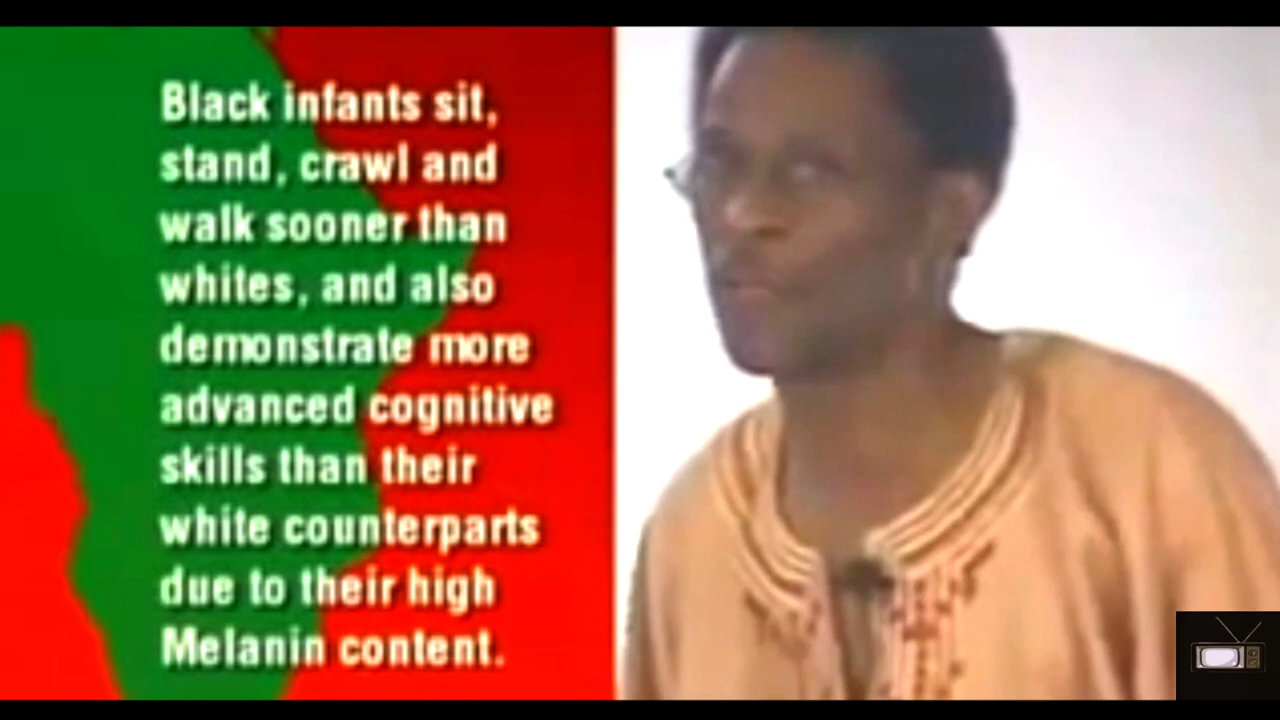 Black infants sit,
stand, crawl and
walk sooner than
whites, and also
demonstrate more
advanced cognitive
skills than their
white counterparts
due to their high
Melanin content.